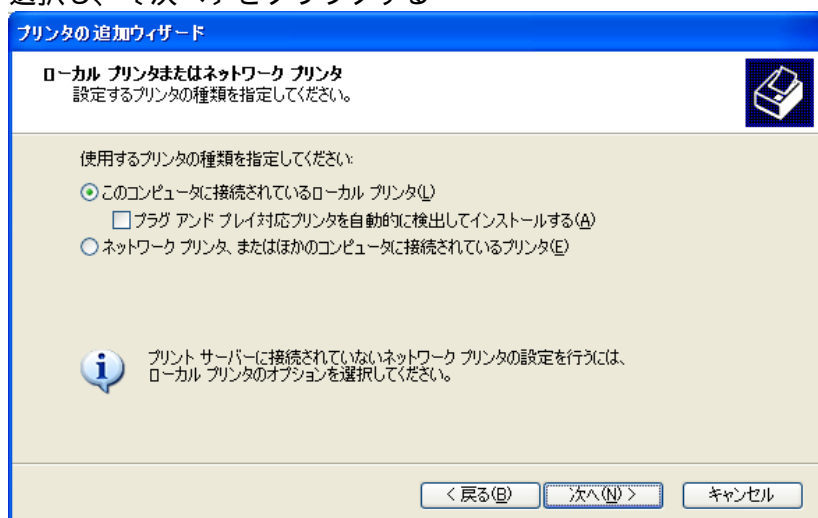 プリンタの追加ウィザード
ローカル プリンタまたはネットワーク プリンタ
設定するプリンタの種類を指定してください。
使用するプリンタの種類を指定してください:
このコンピュータに接続されているローカル プリンタ(L)
プラグ アンド プレイ対応プリンタを自動的に検出してインストールする(A)
ネットワーク プリンタ、またはほかのコンピュータに接続されているプリンタ(E)
プリント サーバーに接続されていないネットワーク プリンタの設定を行うには、
ローカル プリンタのオプションを選択してください。
< 戻る(B)
次へ(N) >
キャンセル